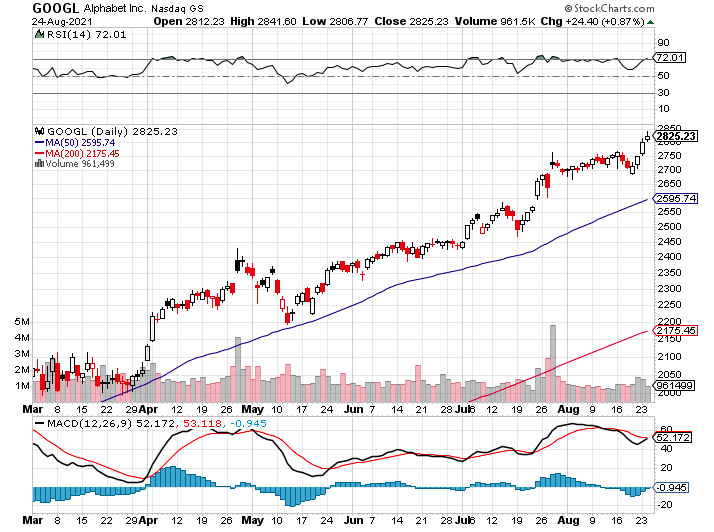 GOOGL Alphabet Inc. Nasdaq GS
© StockCharts.com
24-Aug-2021 Open 2812.23 High 2841.60 Low 2806.77 Close 2825.23 Volume 961.5K Chg +24.40 (+0.87%)
RSI(14) 72.01
90
72.01
50
30
10
GOOGL (Daily) 2825.23
MA(50) 2595.74
MA(200) 2175.45
Volume 961,499
2850
2825.23
2750
2700
2650
2595.74
2550
2500
2450
2400
2350
2300
2250
2200
2175.45
2150
2100
2050
2000
5M
4M
3M
2M
1M
961499
Mar 8 15 22 Apr 12 19 26 May 10 17 24 Jun 7 14 21 28 Jul 6 12 19 26 Aug 9 16 23
MACD(12,26,9) 52.172, 53.118, -0.945
60
52.172
40
20
-0.945
-20
Mar 8 15 22 Apr 12 19 26 May 10 17 24 Jun 7 14 21 28 Jul 6 12 19 26 Aug 9 16 23